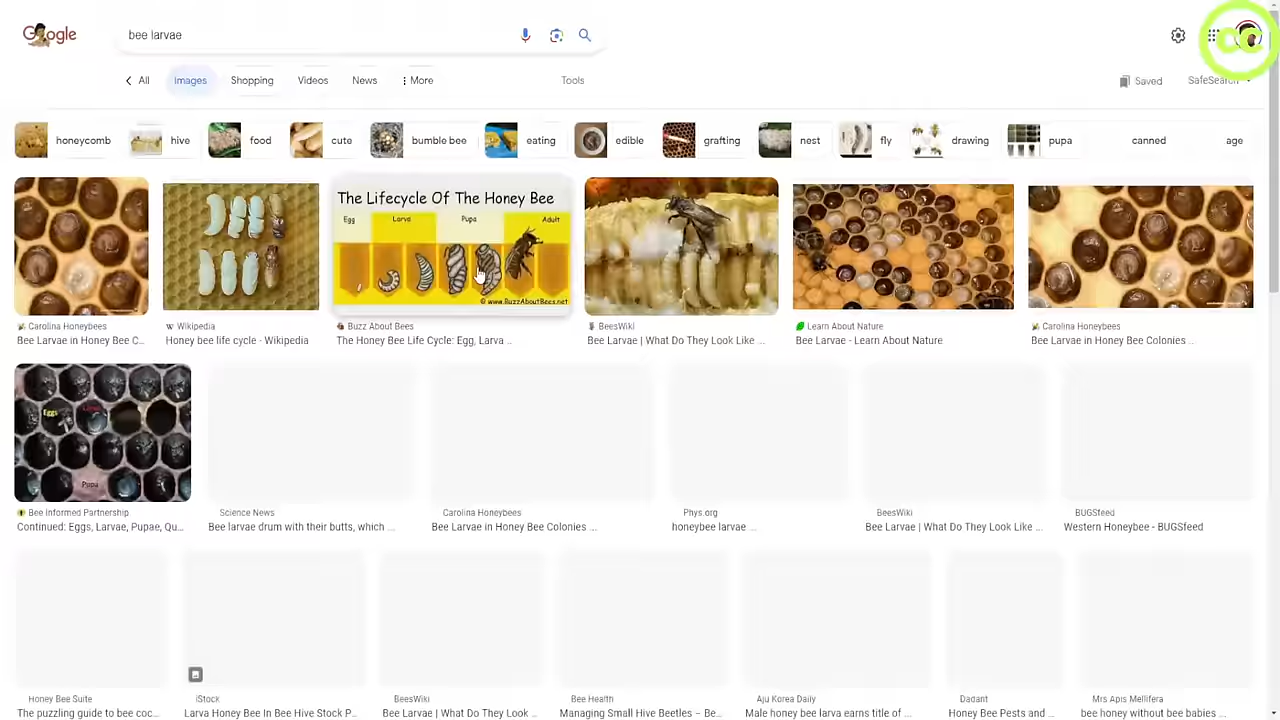 Google
bee larvae
All Images Shopping Videos News More Tools
Saved SafeSearch
honeycomb hive food cute bumble bee eating edible grafting nest fly drawing pupa canned age
The Lifecycle Of The Honey Bee
Egg Larva Pupa Adult
© www.BuzzAboutBees.net
Carolina Honeybees
Bee Larvae in Honey Bee C...
Wikipedia
Honey bee life cycle - Wikipedia
Buzz About Bees
The Honey Bee Life Cycle: Egg, Larva ..
BeesWiki
Bee Larvae | What Do They Look Like ...
Learn About Nature
Bee Larvae - Learn About Nature
Carolina Honeybees
Bee Larvae in Honey Bee Colonies ..
Eggs
Pupa
Bee Informed Partnership
Continued: Eggs, Larvae, Pupae, Qu...
Science News
Bee larvae drum with their butts, which ...
Carolina Honeybees
Bee Larvae in Honey Bee Colonies ...
Phys.org
honeybee larvae ...
BeesWiki
Bee Larvae | What Do They Look Like ...
BUGSfeed
Western Honeybee - BUGSfeed
Honey Bee Suite
The puzzling guide to bee coc...
iStock
Larva Honey Bee In Bee Hive Stock P...
BeesWiki
Bee Larvae | What Do They Look ..
Bee Health
Managing Small Hive Beetles – Be...
Aju Korea Daily
Male honey bee larva earns title of ...
Dadant
Honey Bee Pests and ...
Mrs Apis Mellifera
bee honey without bee babies ...